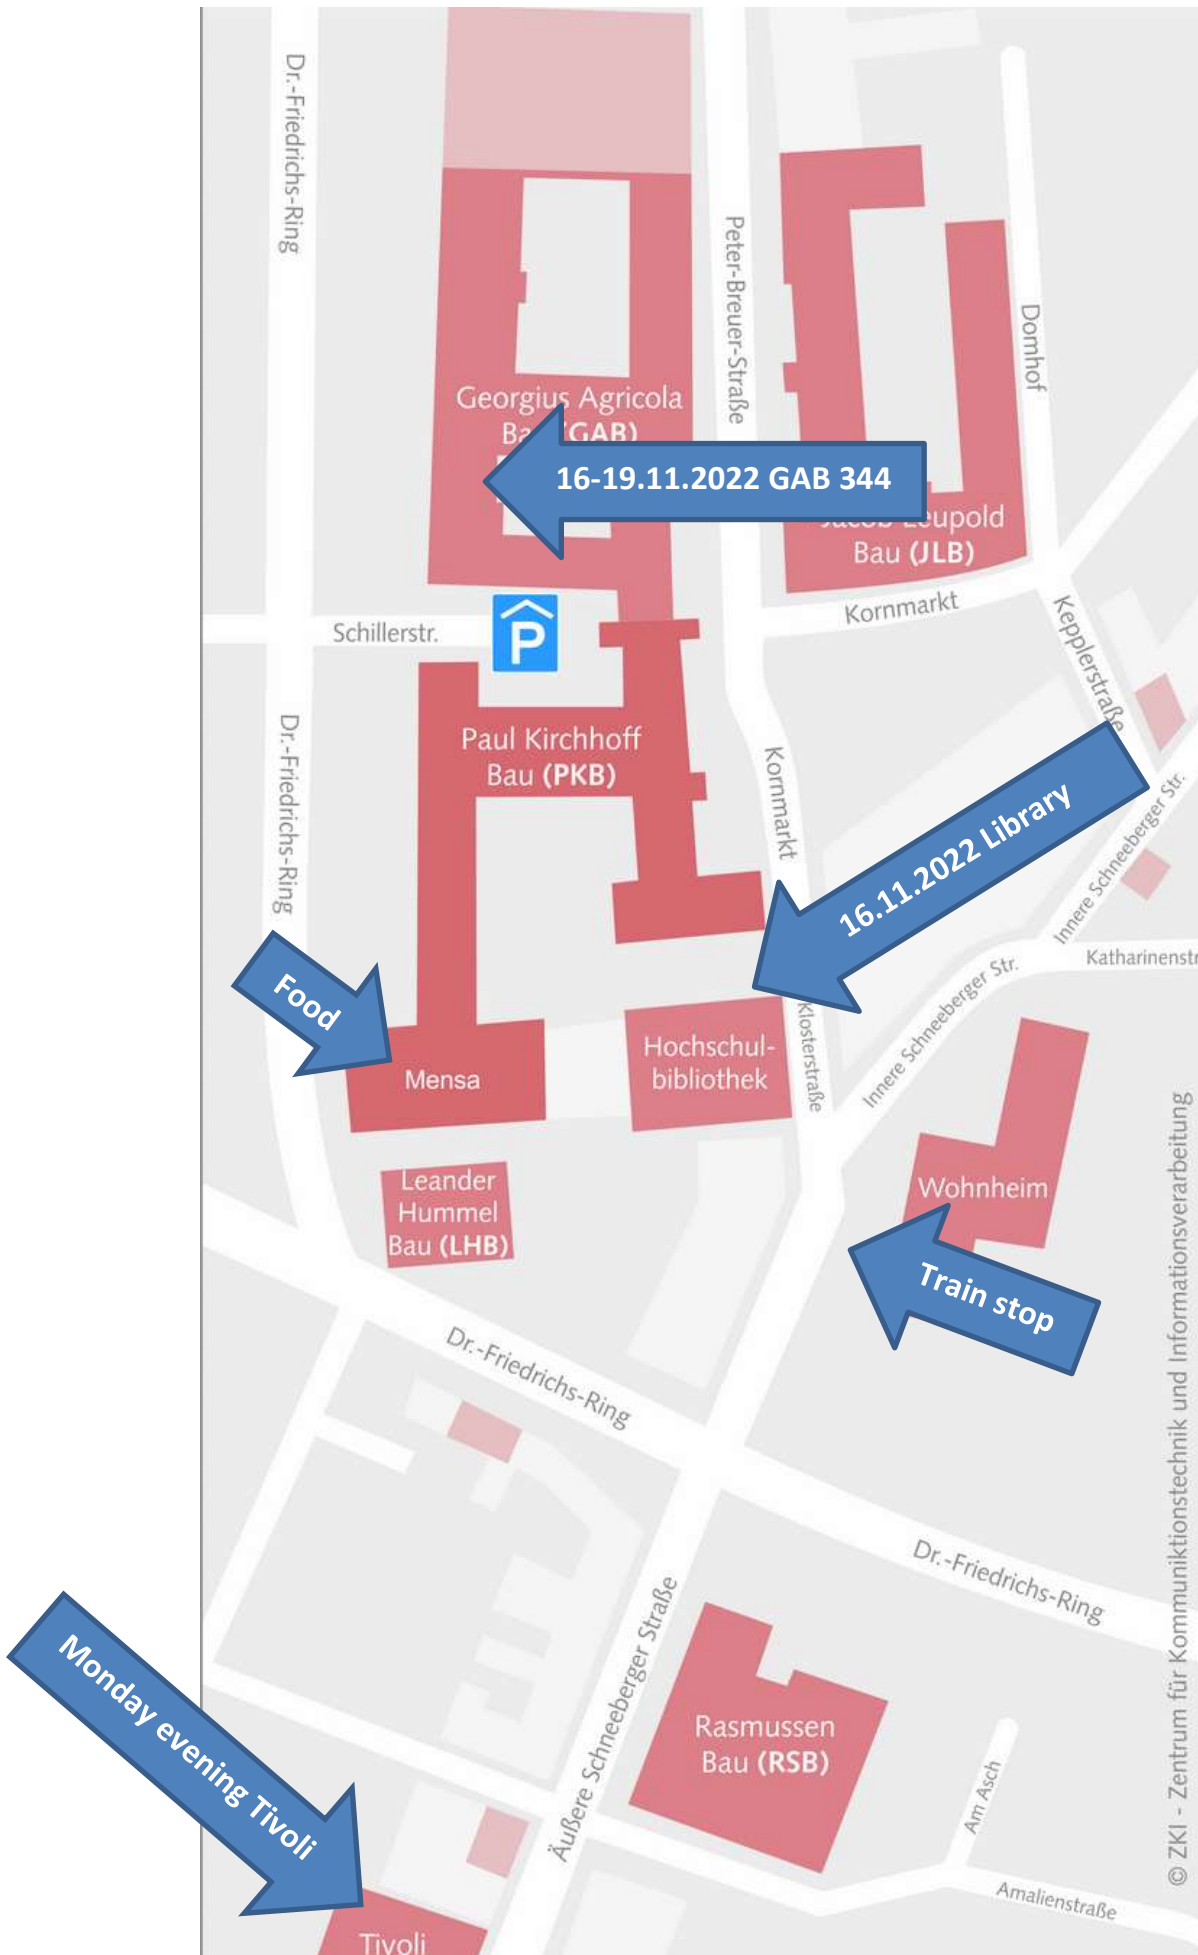 Dr.-Friedrichs-Ring
Peter-Breuer-Straße
Domhof
Georgius Agricola
Bau (GAB)
16-19.11.2022 GAB 344
Jacob Leupold
Bau (JLB)
Kornmarkt
Schillerstr.
P
Kepplerstraße
Dr.-Friedrichs-Ring
Paul Kirchhoff
Bau (PKB)
Kornmarkt
16.11.2022 Library
Innere Schneeberger Str.
Katharinenstr
Food
Innere Schneeberger Str.
Klosterstraße
Hochschul-
bibliothek
Mensa
Leander
Hummel
Bau (LHB)
Wohnheim
Train stop
Dr.-Friedrichs-Ring
Dr.-Friedrichs-Ring
Äußere Schneeberger Straße
Monday evening Tivoli
Rasmussen
Bau (RSB)
Am Asch
Amalienstraße
Tivoli
© ZKI - Zentrum für Kommuniktionstechnik und Informationsverarbeitung